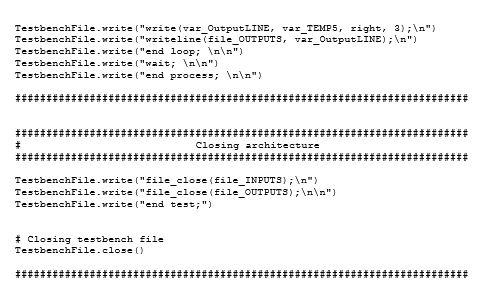 TestbenchFile.write("write(var_OutputLINE, var_TEMP5, right, 3);\n")
TestbenchFile.write("writeline(file_OUTPUTS, var_OutputLINE);\n")
TestbenchFile.write("end loop; \n\n")
TestbenchFile.write("wait; \n\n")
TestbenchFile.write("end process; \n\n")
#########################################################################
#########################################################################
# Closing architecture
#########################################################################
TestbenchFile.write("file_close(file_INPUTS);\n")
TestbenchFile.write("file_close(file_OUTPUTS);\n\n")
TestbenchFile.write("end test;")
# Closing testbench file
TestbenchFile.close()
#########################################################################